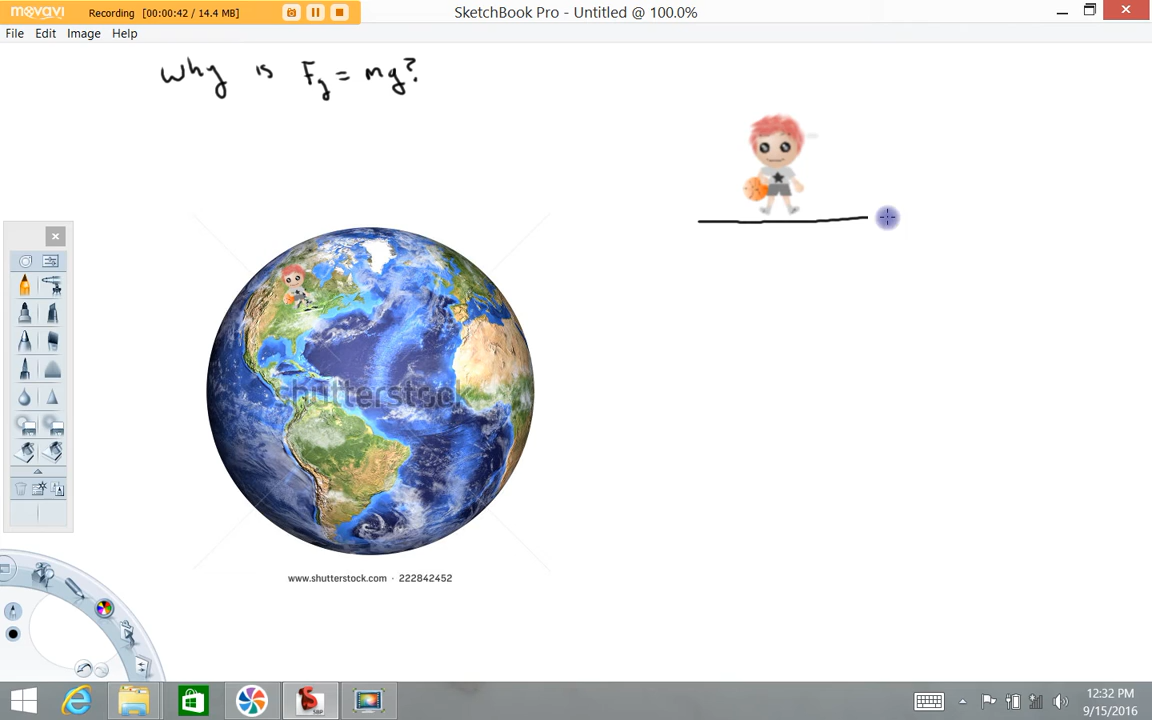 movavi Recording [00:00:42 / 14.4 MB]
SketchBook Pro - Untitled @ 100.0%
File Edit Image Help
Why is Fg = mg?
shutterstock
www.shutterstock.com · 222842452
12:32 PM
9/15/2016